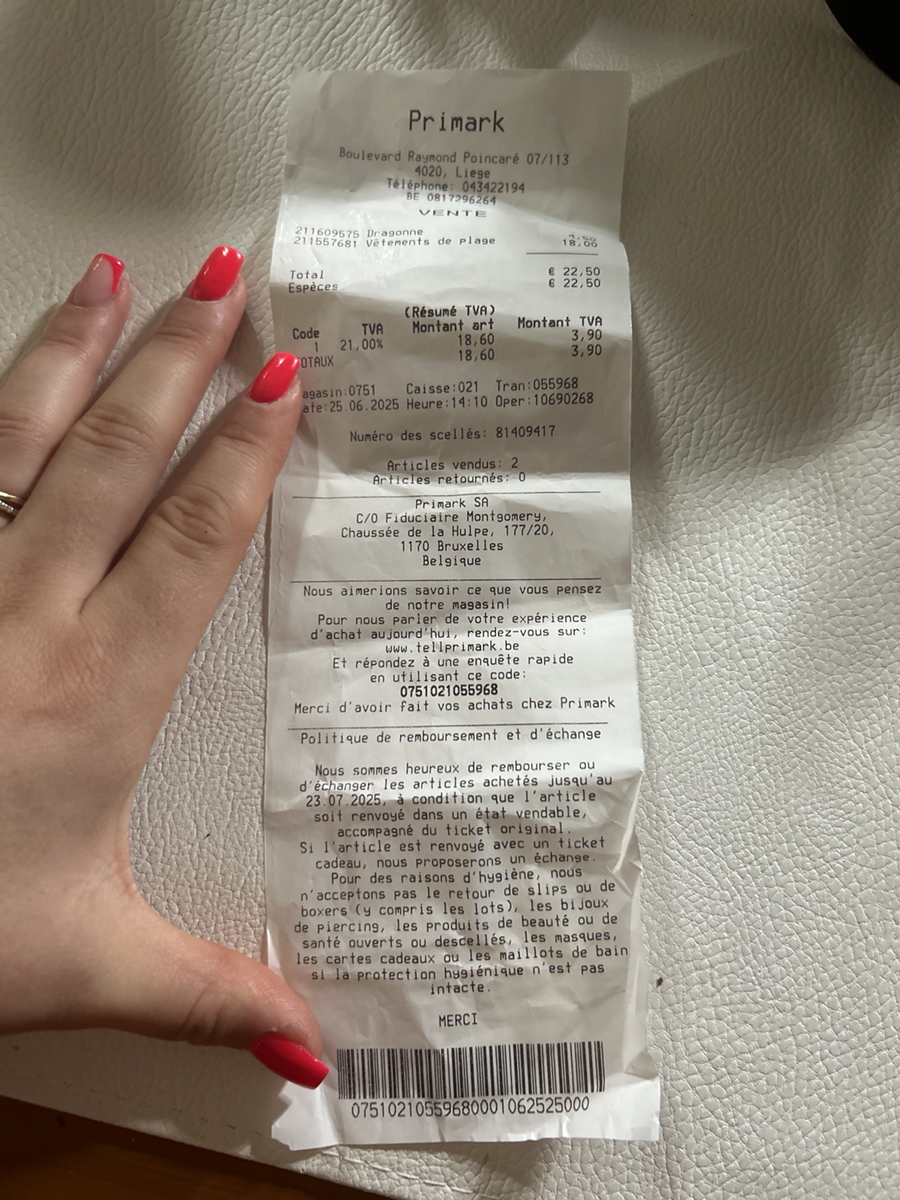 Primark
Boulevard Raymond Poincaré 07/113
4020, Liege
Téléphone: 043422194
BE 0817296264
VENTE
211609575 Dragonne 4,50
211557681 Vêtements de plage 18,00
Total € 22,50
Espèces € 22,50
(Résumé TVA)
Code TVA Montant art Montant TVA
1 21,00% 18,60 3,90
OTAUX 18,60 3,90
agasin:0751 Caisse:021 Tran:055968
ate:25.06.2025 Heure:14:10 Oper:10690268
Numéro des scellés: 81409417
Articles vendus: 2
Articles retournés: 0
Primark SA
C/O Fiduciaire Montgomery,
Chaussée de la Hulpe, 177/20,
1170 Bruxelles
Belgique
Nous aimerions savoir ce que vous pensez
de notre magasin!
Pour nous parler de votre expérience
d'achat aujourd'hui, rendez-vous sur:
www.tellprimark.be
Et répondez à une enquête rapide
en utilisant ce code:
0751021055968
Merci d'avoir fait vos achats chez Primark
Politique de remboursement et d'échange
Nous sommes heureux de rembourser ou
d'échanger les articles achetés jusqu'au
23.07.2025, à condition que l'article
soit renvoyé dans un état vendable,
accompagné du ticket original.
Si l'article est renvoyé avec un ticket
cadeau, nous proposerons un échange.
Pour des raisons d'hygiène, nous
n'acceptons pas le retour de slips ou de
boxers (y compris les lots), les bijoux
de piercing, les produits de beauté ou de
santé ouverts ou descellés, les masques,
les cartes cadeaux ou les maillots de bain
si la protection hygiénique n'est pas
intacte.
MERCI
07510210559680001062525000